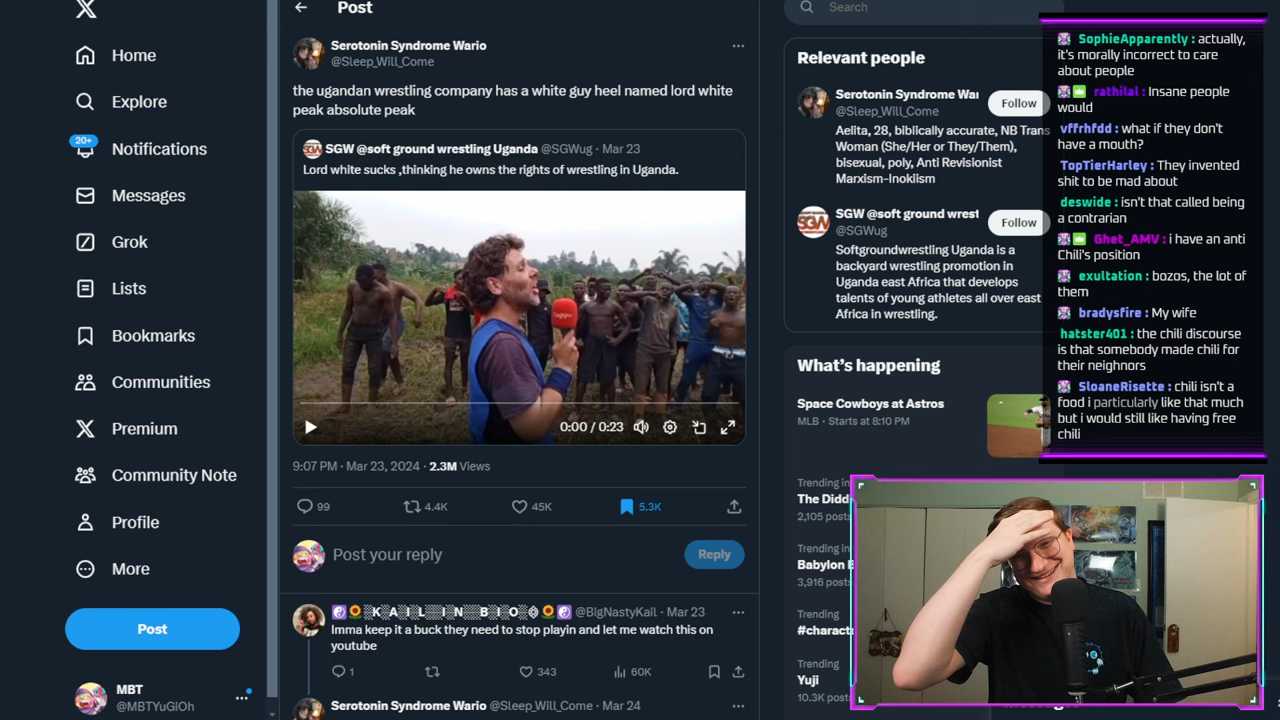 Home
Explore
20+
Notifications
Messages
Grok
Lists
Bookmarks
Communities
Premium
Community Note
Profile
More
Post
MBT
@MBTYuGiOh
Post
Serotonin Syndrome Wario
@Sleep_Will_Come
the ugandan wrestling company has a white guy heel named lord white
peak absolute peak
SGW @soft ground wrestling Uganda @SGWug · Mar 23
Lord white sucks ,thinking he owns the rights of wrestling in Uganda.
0:00 / 0:23
9:07 PM · Mar 23, 2024 · 2.3M Views
99
4.4K
45K
5.3K
Post your reply
Reply
K A I L I N B I O @BigNastyKail · Mar 23
Imma keep it a buck they need to stop playin and let me watch this on
youtube
1
343
60K
Serotonin Syndrome Wario @Sleep_Will_Come · Mar 24
Search
Relevant people
Serotonin Syndrome War
@Sleep_Will_Come
Follow
Aelita, 28, biblically accurate, NB Trans
Woman (She/Her or They/Them),
bisexual, poly, Anti Revisionist
Marxism-Inokiism
SGW @soft ground wrest
@SGWug
Follow
Softgroundwrestling Uganda is a
backyard wrestling promotion in
Uganda east Africa that develops
talents of young athletes all over east
Africa in wrestling.
What's happening
Space Cowboys at Astros
MLB · Starts at 8:10 PM
Trending in
The Didd
2,105 posts
Trending in
Babylon B
3,916 posts
Trending
#charact
Trending
Yuji
10.3K posts
SophieApparently : actually,
it's morally incorrect to care
about people
rathilal : Insane people
would
vffrhfdd : what if they don't
have a mouth?
TopTierHarley : They invented
shit to be mad about
deswide : isn't that called being
a contrarian
Ghet_AMV : i have an anti
Chili's position
exultation : bozos, the lot of
them
bradysfire : My wife
hatster401 : the chili discourse
is that somebody made chili for
their neighnors
SloaneRisette : chili isn't a
food i particularly like that much
but i would still like having free
chili